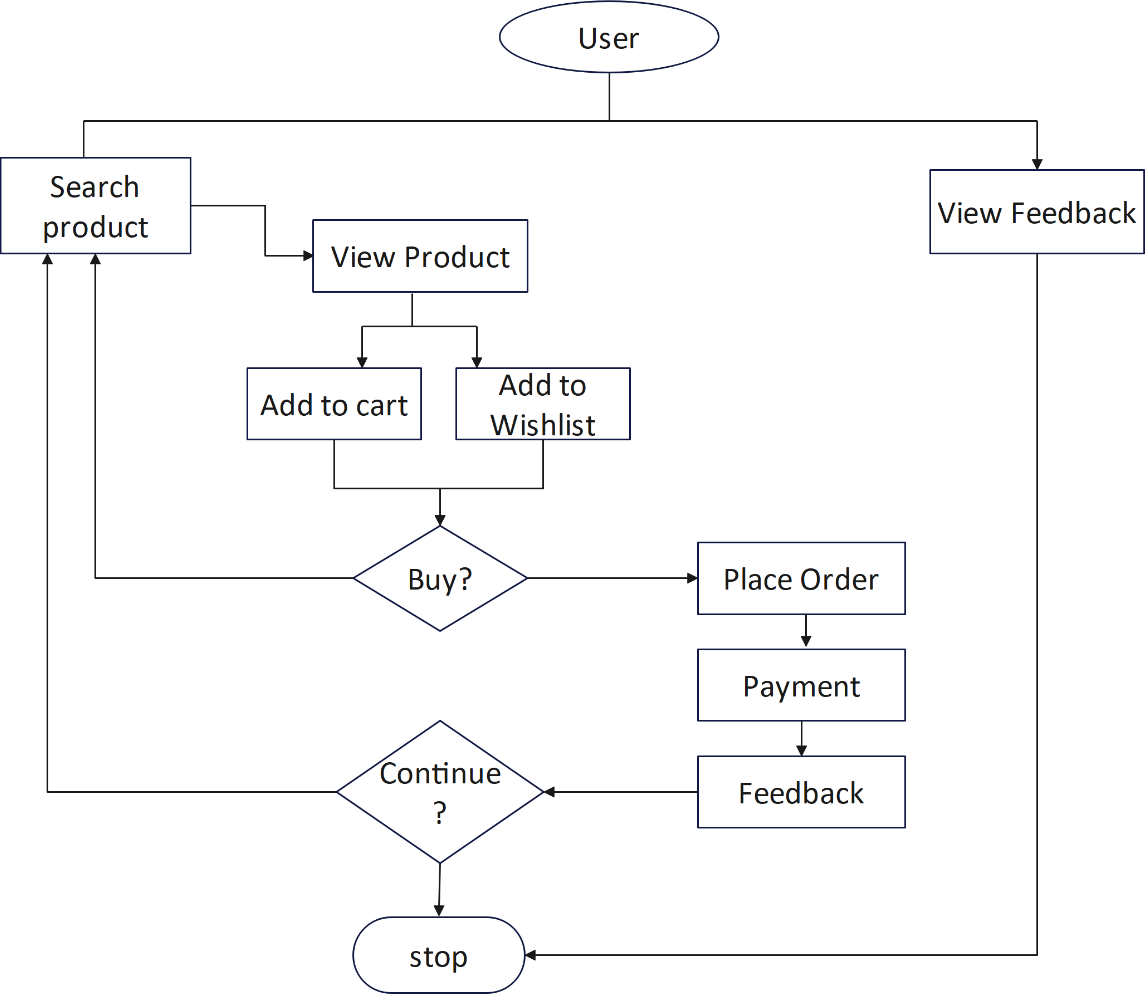 User
Search
product
View Feedback
View Product
Add to cart
Add to
Wishlist
Buy?
Place Order
Payment
Continue
?
Feedback
stop